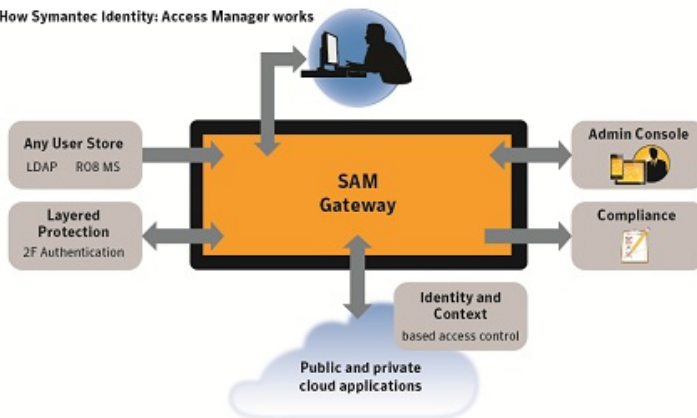 How Symantec Identity: Access Manager works
Any User Store
LDAP RO8 MS
Layered
Protection
2F Authentication
SAM
Gateway
Admin Console
Compliance
Identity and
Context
based access control
Public and private
cloud applications